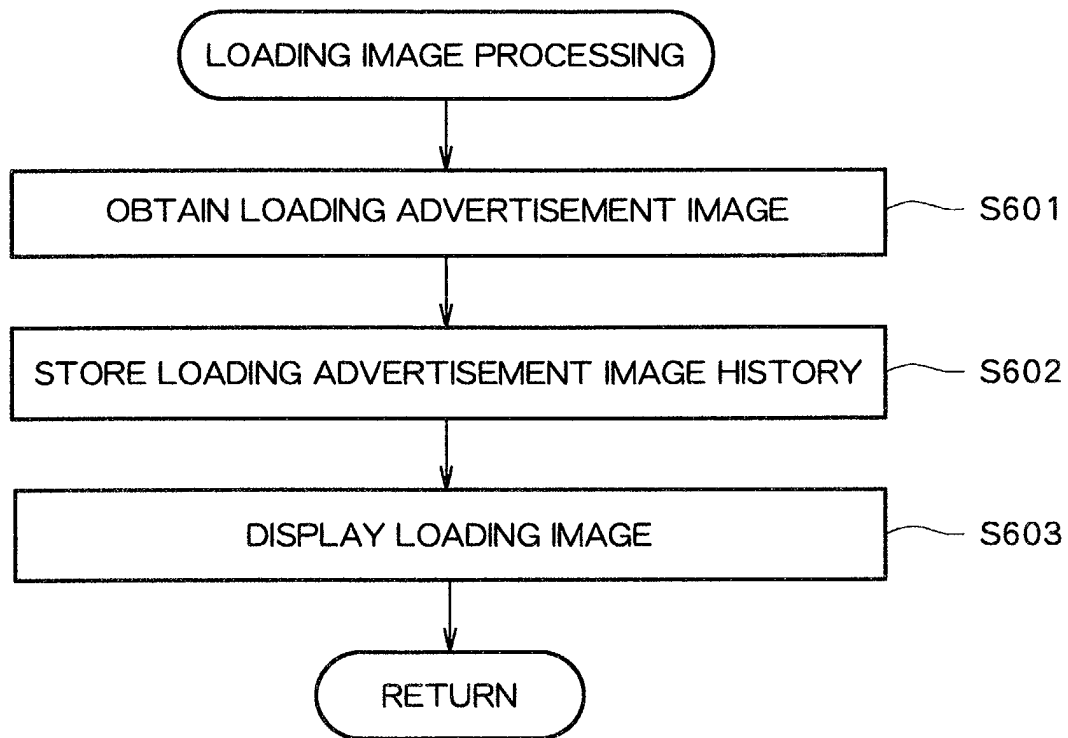 LOADING IMAGE PROCESSING
OBTAIN LOADING ADVERTISEMENT IMAGE
S601
STORE LOADING ADVERTISEMENT IMAGE HISTORY
S602
DISPLAY LOADING IMAGE
S603
RETURN